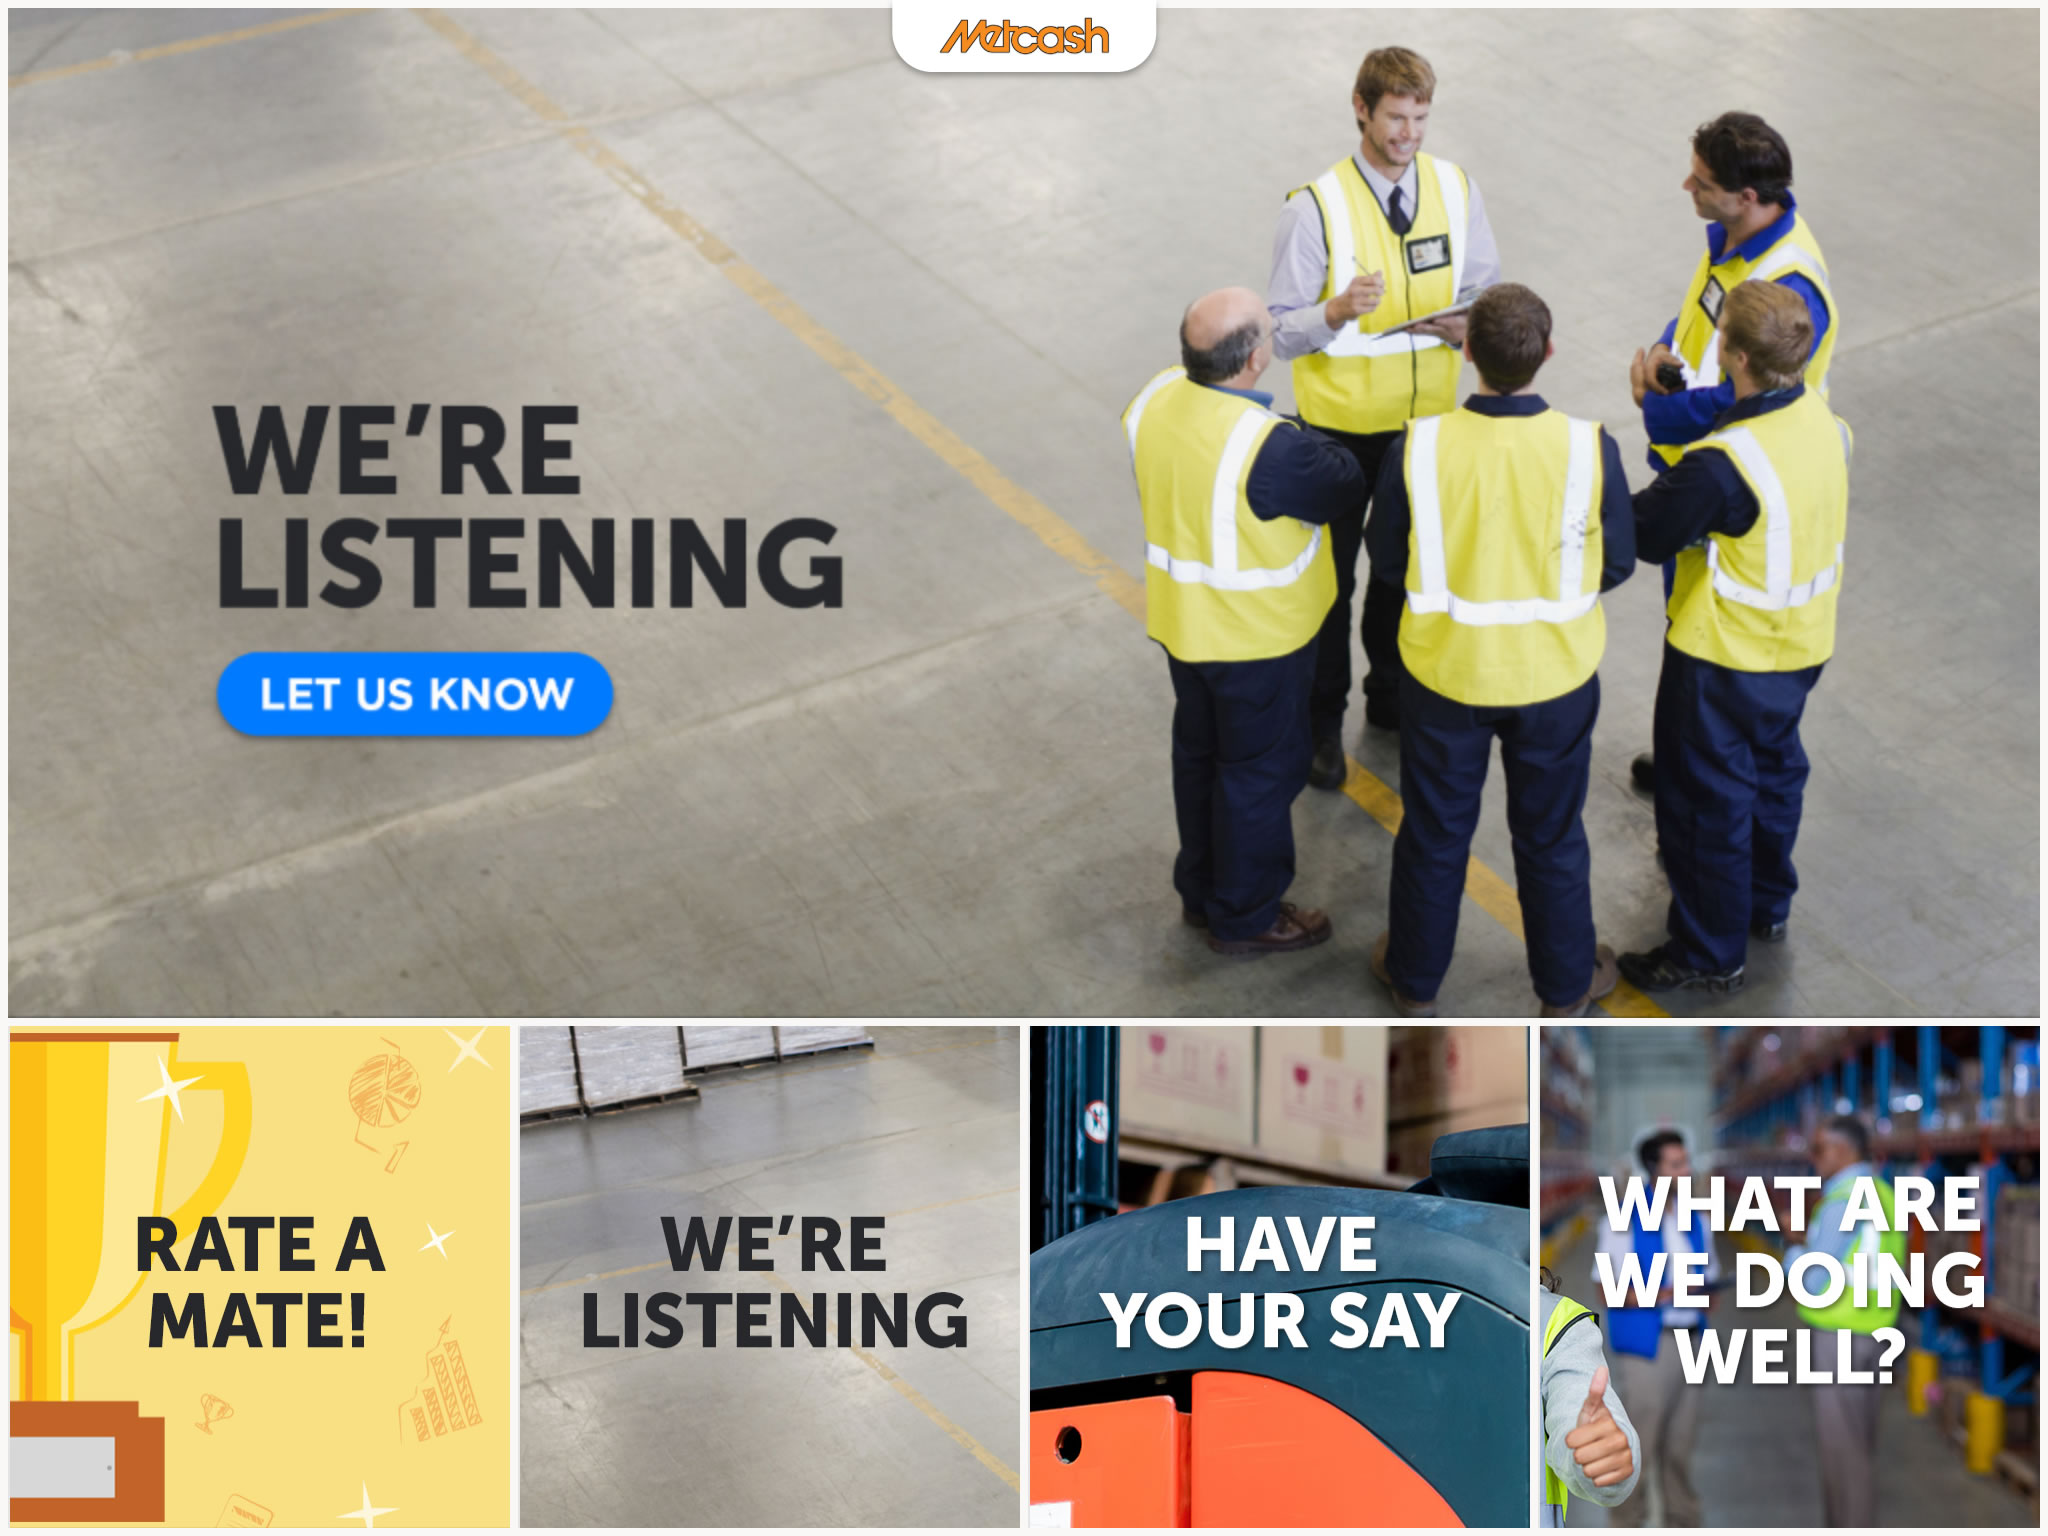 Metcash
WE'RE
LISTENING
LET US KNOW
RATE A
MATE!
WE'RE
LISTENING
HAVE
YOUR SAY
WHAT ARE
WE DOING
WELL?